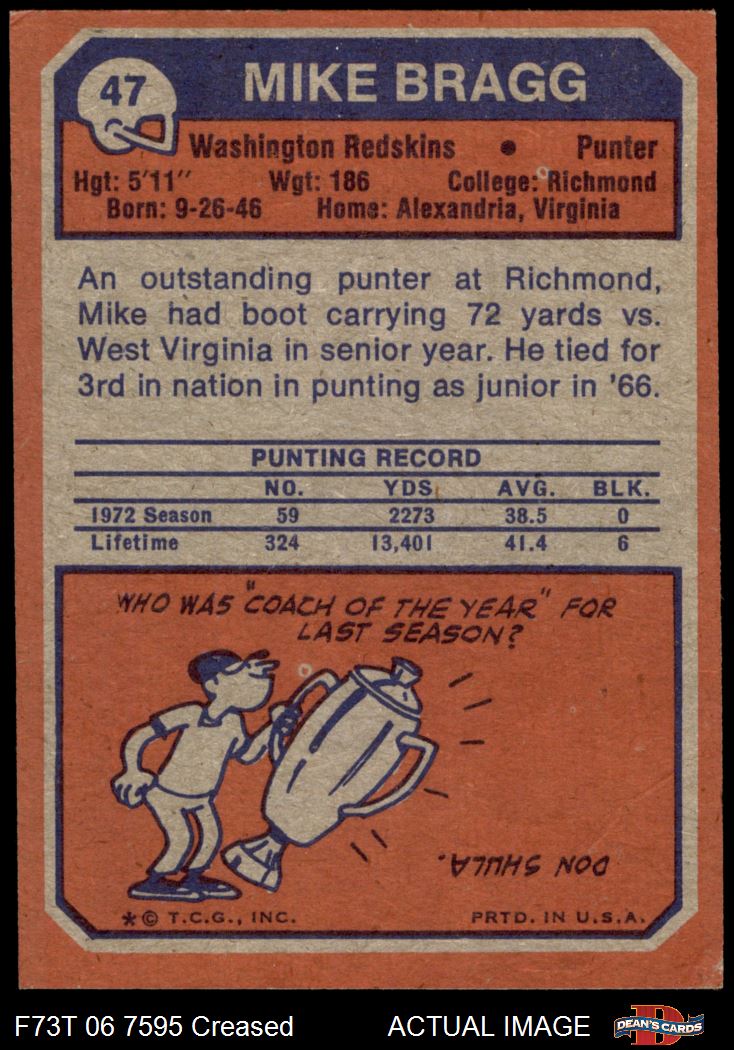 47
MIKE BRAGG
Washington Redskins • Punter
Hgt: 5'11" Wgt: 186 College: Richmond
Born: 9-26-46 Home: Alexandria, Virginia
An outstanding punter at Richmond,
Mike had boot carrying 72 yards vs.
West Virginia in senior year. He tied for
3rd in nation in punting as junior in '66.
PUNTING RECORD
NO. YDS. AVG. BLK.
1972 Season 59 2273 38.5 0
Lifetime 324 13,401 41.4 6
WHO WAS "COACH OF THE YEAR" FOR
LAST SEASON?
DON SHULA.
*© T.C.G., INC. PRTD. IN U.S.A.
F73T 06 7595 Creased ACTUAL IMAGE
D
DEAN'S CARDS